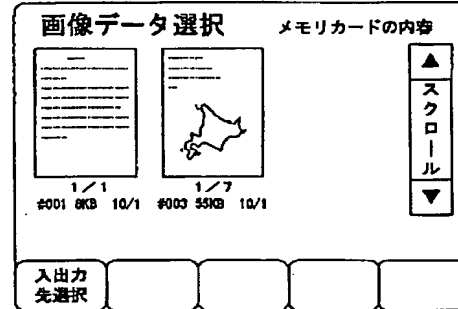 画像データ選択
メモリカードの内容
▲
スクロール
▼
1/1
#001 8KB 10/1
1/7
#003 55KB 10/1
入出力
先選択